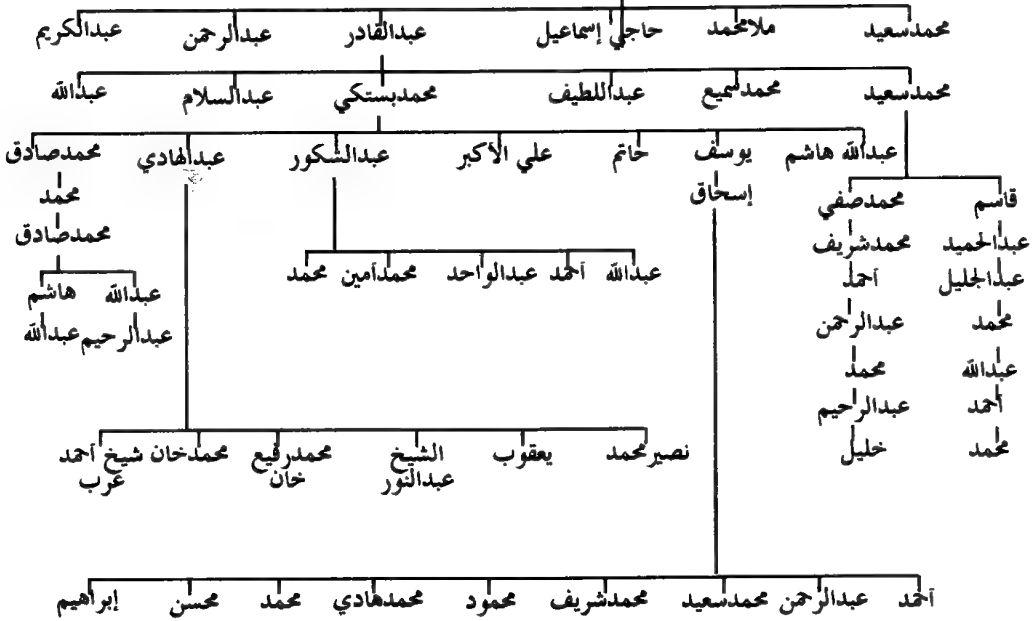 محمدسعيد ملامحمد حاجي إسماعيل عبدالقادر عبدالرحمن عبدالكريم
محمدسعيد محمدسميع عبداللطيف محمدبستكي عبدالسلام عبدالله
عبدالله هاشم يوسف حاتم علي الأكبر عبدالشكور عبدالهادي محمدصادق
قاسم محمدصفي إسحاق محمد
عبدالحميد محمدشريف محمدصادق
عبدالجليل أحمد عبدالله أحمد عبدالواحد محمدأمين محمد عبدالله هاشم
محمد عبدالرحمن عبدالرحيم عبدالله
عبدالله محمد
أحمد عبدالرحيم
محمد خليل نصيرمحمد يعقوب الشيخ محمدرفيع محمدخان شيخ أحمد
عبدالنور خان عرب
أحمد عبدالرحمن محمدسعيد محمدشريف محمود محمدهادي محمد محسن إبراهيم